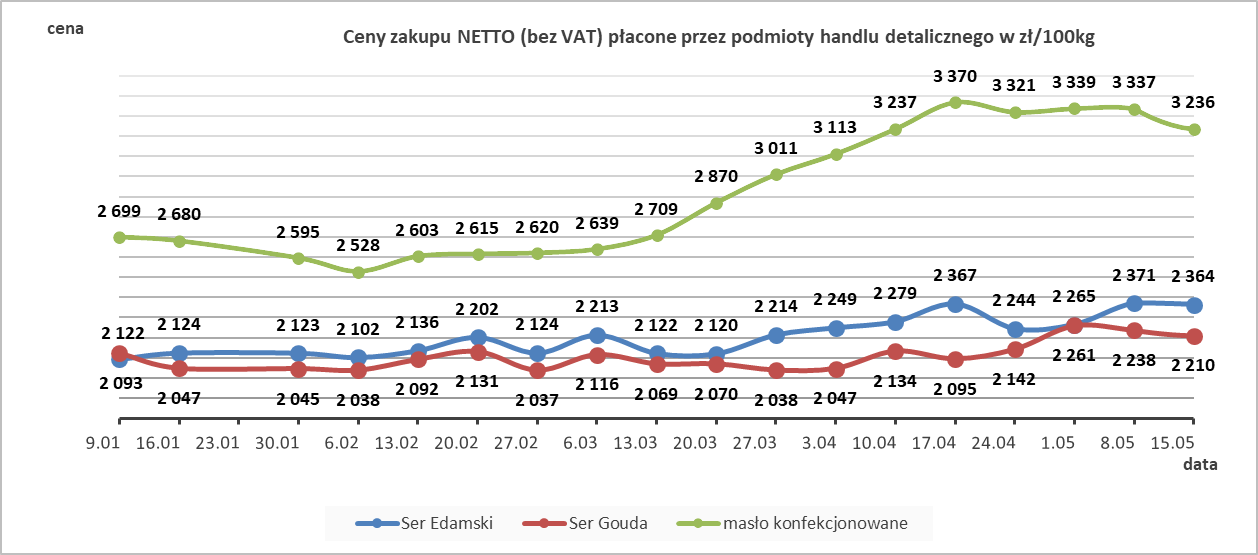 cena
Ceny zakupu NETTO (bez VAT) płacone przez podmioty handlu detalicznego w zł/100kg
2 699 2 680 2 595 2 528 2 603 2 615 2 620 2 639 2 709 2 870 3 011 3 113 3 237 3 370 3 321 3 339 3 337 3 236
2 122 2 124 2 123 2 102 2 136 2 202 2 124 2 213 2 122 2 120 2 214 2 249 2 279 2 367 2 244 2 265 2 371 2 364
2 093 2 047 2 045 2 038 2 092 2 131 2 037 2 116 2 069 2 070 2 038 2 047 2 134 2 095 2 142 2 261 2 238 2 210
9.01 16.01 23.01 30.01 6.02 13.02 20.02 27.02 6.03 13.03 20.03 27.03 3.04 10.04 17.04 24.04 1.05 8.05 15.05
data
Ser Edamski Ser Gouda masło konfekcjonowane